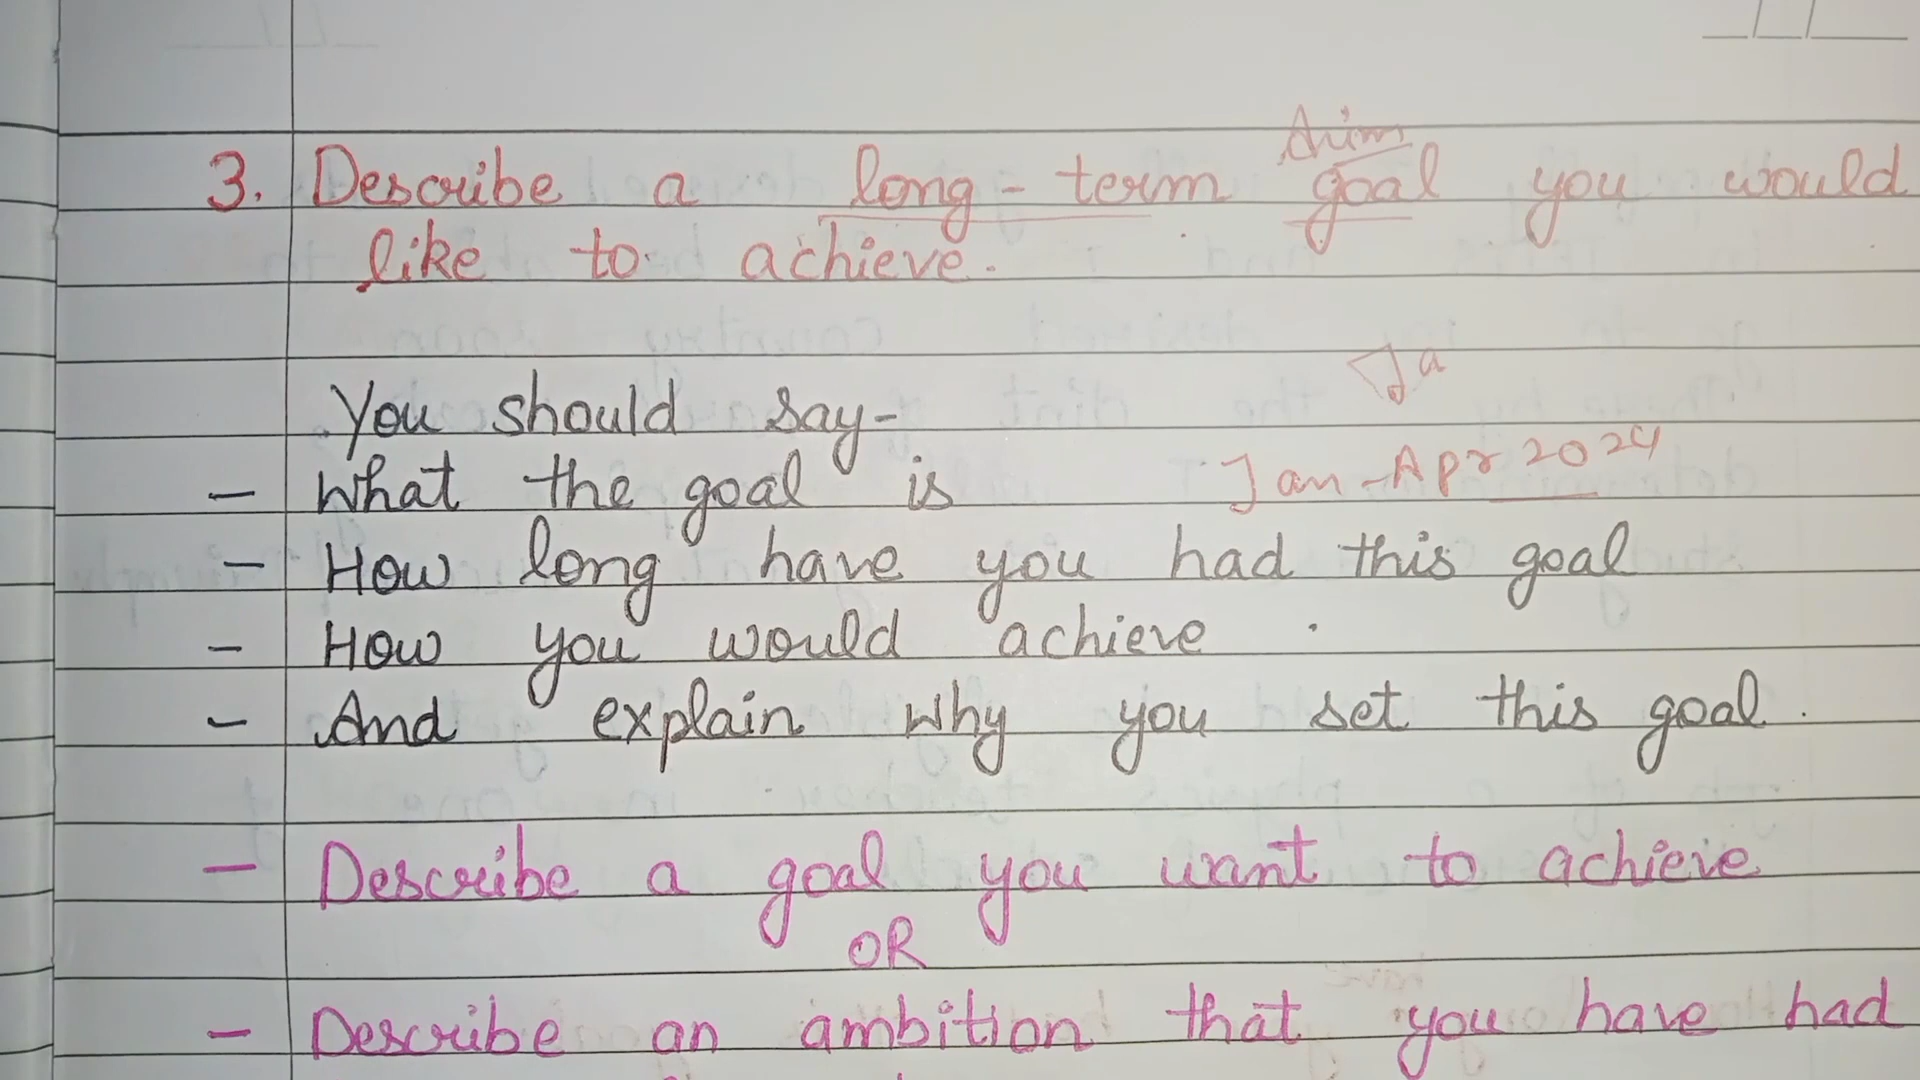 3. Describe a long-term goal you would
like to achieve.
Ja
You should say-
- What the goal is
Jan-Apr 2024
- How long have you had this goal
- How you would achieve
- And explain why you set this goal.
- Describe a goal you want to achieve
OR
- Describe an ambition that you have had